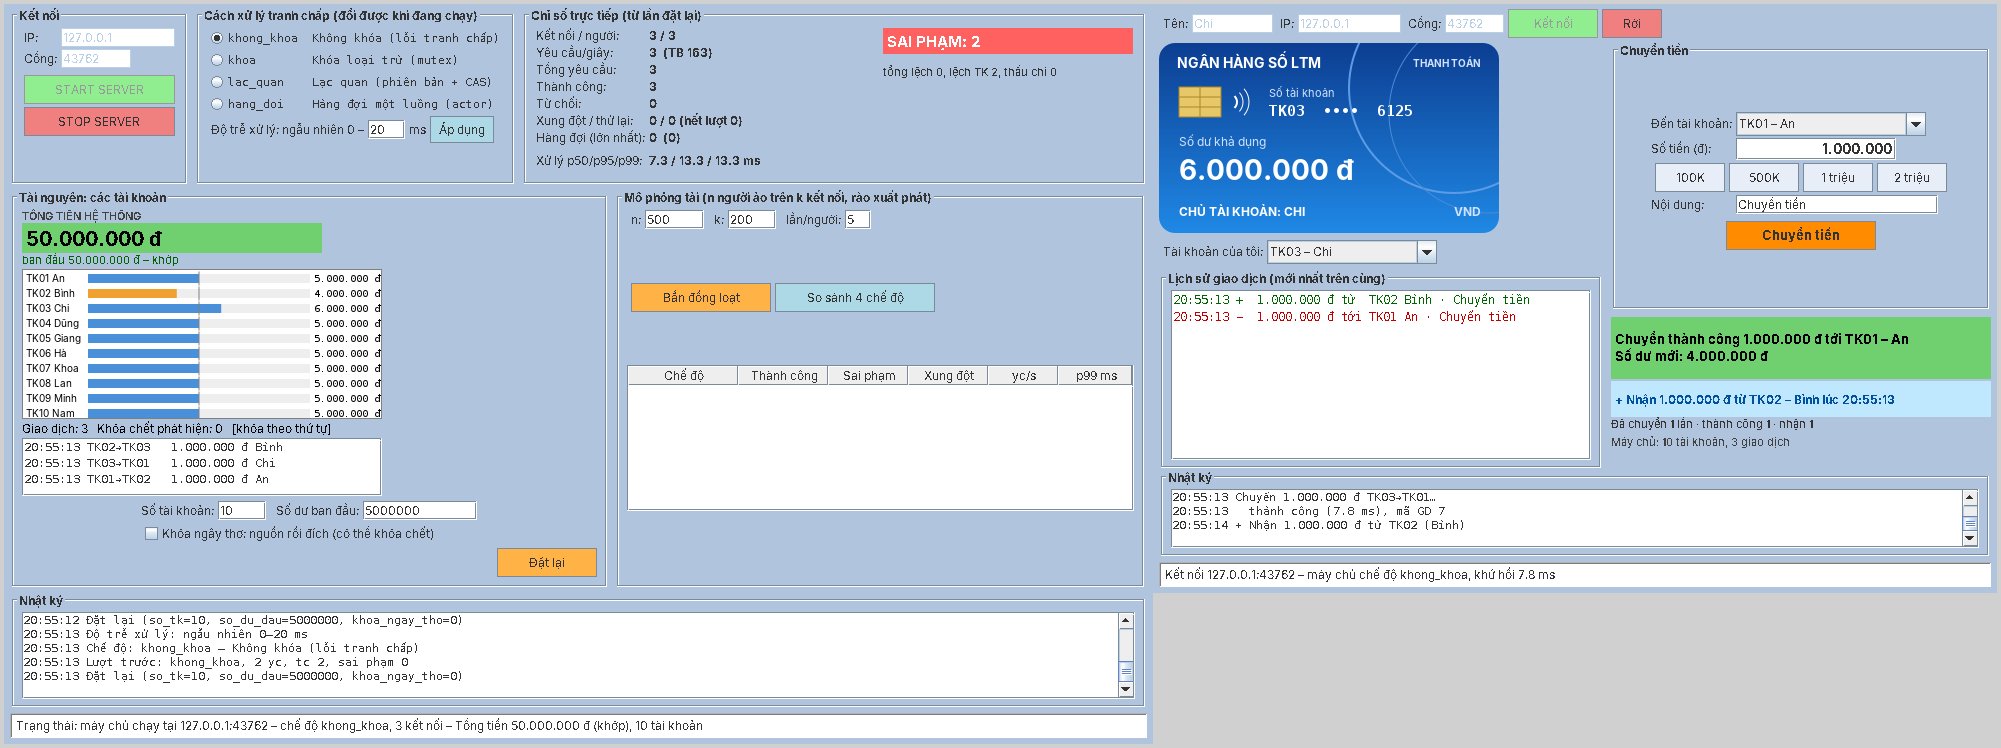 Kết nối
IP: 127.0.0.1
Cổng: 43762
START SERVER
STOP SERVER
Cách xử lý tranh chấp (đổi được khi đang chạy)
khong_khoa Không khóa (lỗi tranh chấp)
khoa Khóa loại trừ (mutex)
lac_quan Lạc quan (phiên bản + CAS)
hang_doi Hàng đợi một luồng (actor)
Độ trễ xử lý: ngẫu nhiên 0 – 20 ms Áp dụng
Chỉ số trực tiếp (từ lần đặt lại)
Kết nối / người: 3 / 3
Yêu cầu/giây: 3 (TB 163)
Tổng yêu cầu: 3
Thành công: 3
Từ chối: 0
Xung đột / thử lại: 0 / 0 (hết lượt 0)
Hàng đợi (lớn nhất): 0 (0)
Xử lý p50/p95/p99: 7.3 / 13.3 / 13.3 ms
SAI PHẠM: 2
tổng lệch 0, lệch TK 2, thấu chi 0
Tài nguyên: các tài khoản
TỔNG TIỀN HỆ THỐNG
50.000.000 đ
ban đầu 50.000.000 đ – khớp
TK01 An 5.000.000 đ
TK02 Bình 4.000.000 đ
TK03 Chi 6.000.000 đ
TK04 Dũng 5.000.000 đ
TK05 Giang 5.000.000 đ
TK06 Hà 5.000.000 đ
TK07 Khoa 5.000.000 đ
TK08 Lan 5.000.000 đ
TK09 Minh 5.000.000 đ
TK10 Nam 5.000.000 đ
Giao dịch: 3 Khóa chết phát hiện: 0 [khóa theo thứ tự]
20:55:13 TK02→TK03 1.000.000 đ Bình
20:55:13 TK03→TK01 1.000.000 đ Chi
20:55:13 TK01→TK02 1.000.000 đ An
Số tài khoản: 10 Số dư ban đầu: 5000000
Khóa ngây thơ: nguồn rồi đích (có thể khóa chết)
Đặt lại
Mô phỏng tải (n người ảo trên k kết nối, rào xuất phát)
n: 500 k: 200 lần/người: 5
Bắn đồng loạt So sánh 4 chế độ
Chế độ Thành công Sai phạm Xung đột yc/s p99 ms
Nhật ký
20:55:12 Đặt lại (so_tk=10, so_du_dau=5000000, khoa_ngay_tho=0)
20:55:13 Độ trễ xử lý: ngẫu nhiên 0–20 ms
20:55:13 Chế độ: khong_khoa – Không khóa (lỗi tranh chấp)
20:55:13 Lượt trước: khong_khoa, 2 yc, tc 2, sai phạm 0
20:55:13 Đặt lại (so_tk=10, so_du_dau=5000000, khoa_ngay_tho=0)
Trạng thái: máy chủ chạy tại 127.0.0.1:43762 – chế độ khong_khoa, 3 kết nối – Tổng tiền 50.000.000 đ (khớp), 10 tài khoản
Tên: Chi IP: 127.0.0.1 Cổng: 43762 Kết nối Rời
NGÂN HÀNG SỐ LTM THANH TOÁN
Số tài khoản
TK03 •••• 6125
Số dư khả dụng
6.000.000 đ
CHỦ TÀI KHOẢN: CHI VND
Tài khoản của tôi: TK03 – Chi
Lịch sử giao dịch (mới nhất trên cùng)
20:55:13 + 1.000.000 đ từ TK02 Bình · Chuyển tiền
20:55:13 – 1.000.000 đ tới TK01 An · Chuyển tiền
Chuyển tiền
Đến tài khoản: TK01 – An
Số tiền (đ): 1.000.000
100K 500K 1 triệu 2 triệu
Nội dung: Chuyển tiền
Chuyển tiền
Chuyển thành công 1.000.000 đ tới TK01 – An
Số dư mới: 4.000.000 đ
+ Nhận 1.000.000 đ từ TK02 – Bình lúc 20:55:13
Đã chuyển 1 lần · thành công 1 · nhận 1
Máy chủ: 10 tài khoản, 3 giao dịch
Nhật ký
20:55:13 Chuyển 1.000.000 đ TK03→TK01…
20:55:13 thành công (7.8 ms), mã GD 7
20:55:14 + Nhận 1.000.000 đ từ TK02 (Bình)
Kết nối 127.0.0.1:43762 – máy chủ chế độ khong_khoa, khứ hồi 7.8 ms